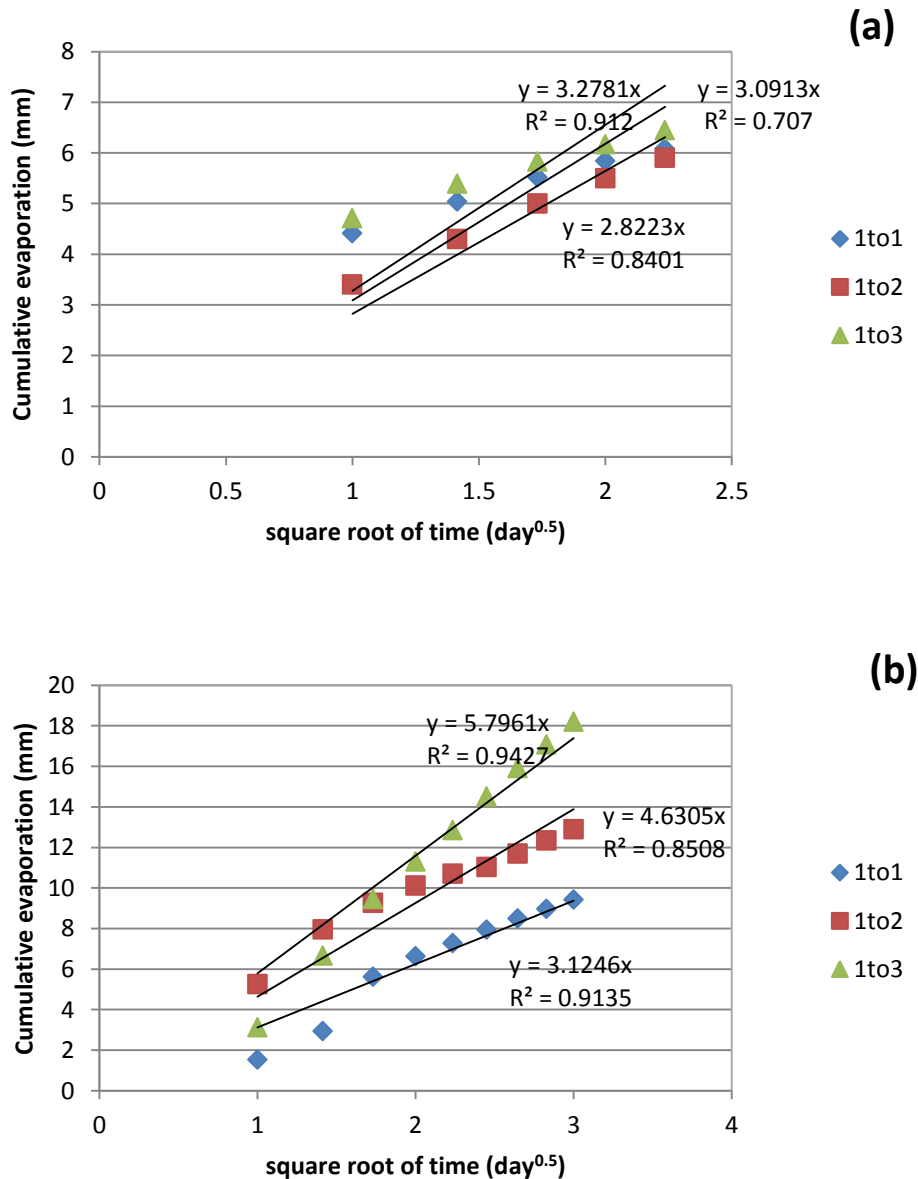 (a)
8
7
6
5
4
3
2
1
0
Cumulative evaporation (mm)
y = 3.2781x
R² = 0.912
y = 3.0913x
R² = 0.707
y = 2.8223x
R² = 0.8401
1to1
1to2
1to3
0 0.5 1 1.5 2 2.5
square root of time (day⁰·⁵)
(b)
20
18
16
14
12
10
8
6
4
2
0
Cumulative evaporation (mm)
y = 5.7961x
R² = 0.9427
y = 4.6305x
R² = 0.8508
y = 3.1246x
R² = 0.9135
1to1
1to2
1to3
0 1 2 3 4
square root of time (day⁰·⁵)